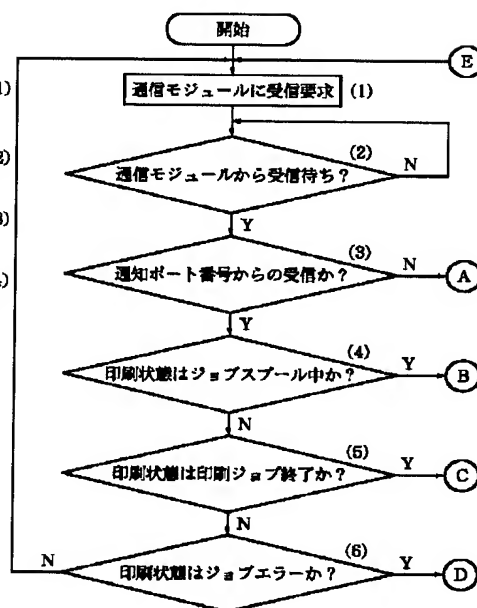 開始
E
1)
通信モジュールに受信要求 (1)
2)
(2)
通信モジュールから受信待ち? N
Y
3)
(3)
通知ポート番号からの受信か? N
A
Y
(4)
印刷状態はジョブスプール中か? Y
B
N
(5)
印刷状態は印刷ジョブ終了か? Y
C
N
(6)
N 印刷状態はジョブエラーか? Y
D